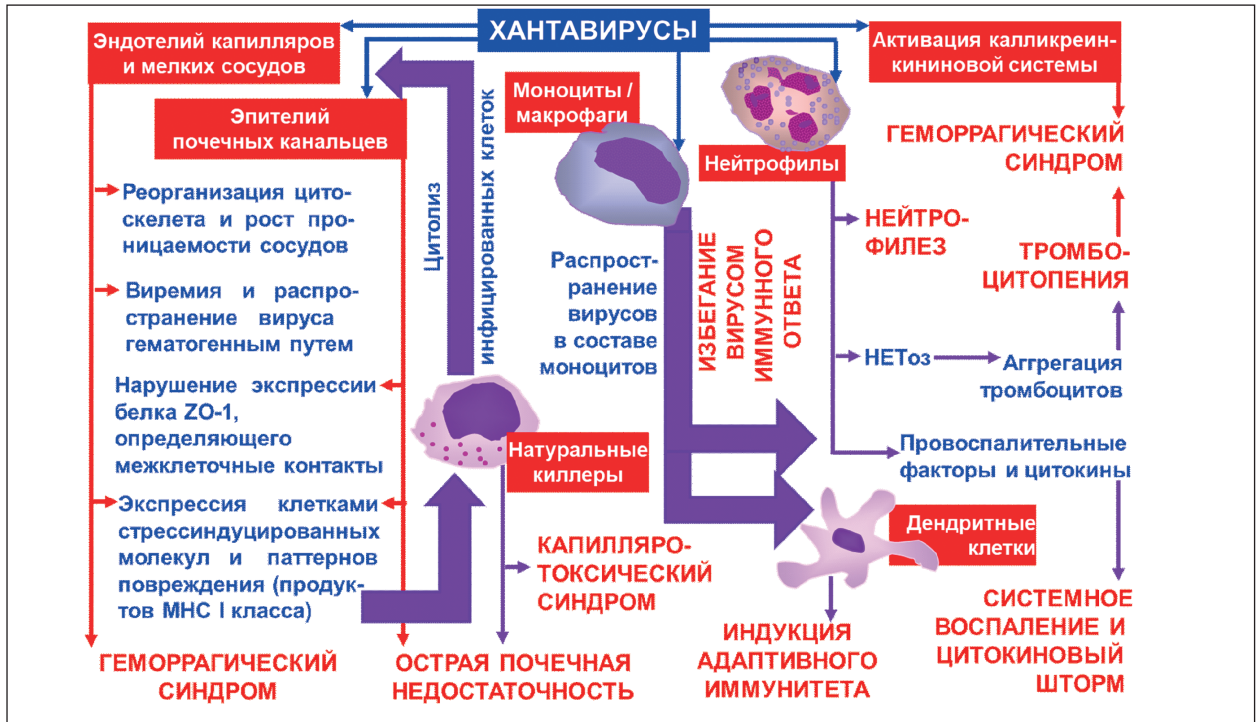 ХАНТАВИРУСЫ
Эндотелий капилляров
и мелких сосудов
Эпителий
почечных канальцев
Реорганизация цито-
скелета и рост про-
ницаемости сосудов
Виремия и распро-
странение вируса
гематогенным путем
Нарушение экспрессии
белка ZO-1,
определяющего
межклеточные контакты
Экспрессия клетками
стрессиндуцированных
молекул и паттернов
повреждения (продук-
тов МНС I класса)
ГЕМОРРАГИЧЕСКИЙ
СИНДРОМ
Цитолиз
инфицированных клеток
Натуральные
киллеры
КАПИЛЛЯРО-
ТОКСИЧЕСКИЙ
СИНДРОМ
ОСТРАЯ ПОЧЕЧНАЯ
НЕДОСТАТОЧНОСТЬ
Моноциты /
макрофаги
Распрост-
ранение
вирусов
в составе
моноцитов
ИЗБЕГАНИЕ
ВИРУСОМ
ИММУННОГО
ОТВЕТА
Дендритные
клетки
ИНДУКЦИЯ
АДАПТИВНОГО
ИММУНИТЕТА
Нейтрофилы
НЕЙТРО-
ФИЛЕЗ
НЕТоз
Аггрегация
тромбоцитов
Провоспалительные
факторы и цитокины
СИСТЕМНОЕ
ВОСПАЛЕНИЕ И
ЦИТОКИНОВЫЙ
ШТОРМ
Активация калликреин-
кининовой системы
ГЕМОРРАГИЧЕСКИЙ
СИНДРОМ
ТРОМБО-
ЦИТОПЕНИЯ